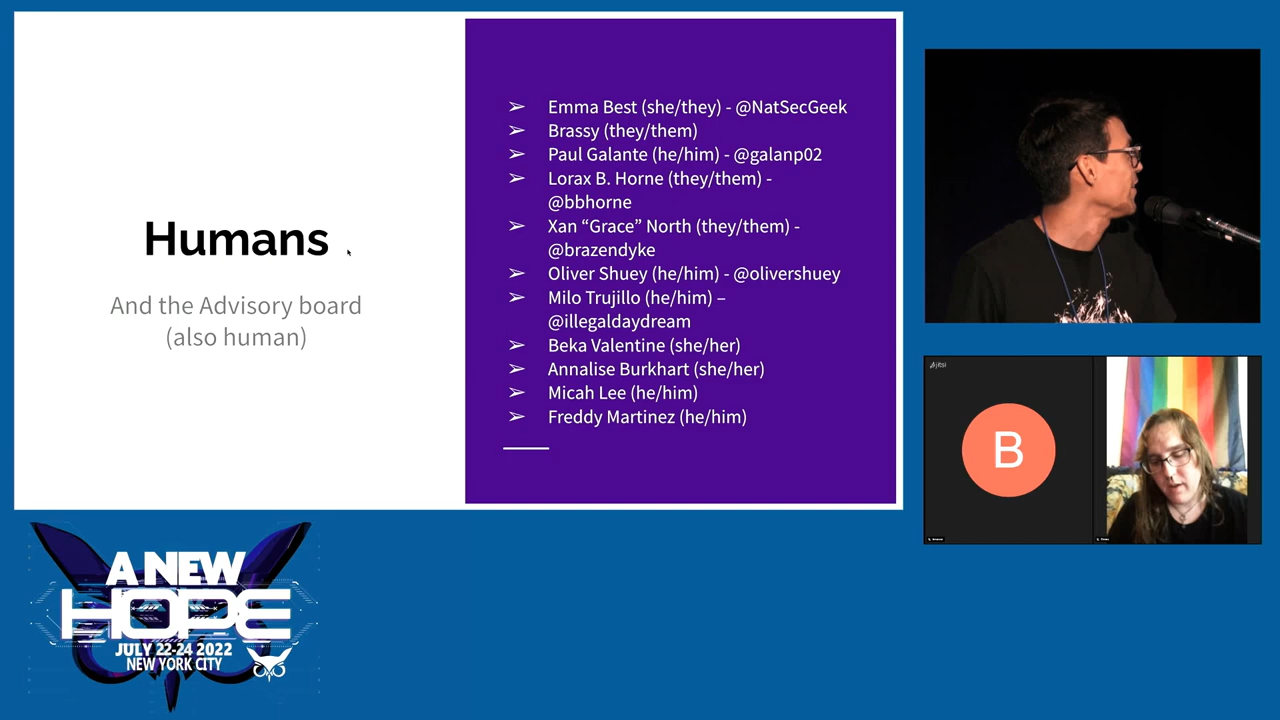 Humans
And the Advisory board
(also human)
➢ Emma Best (she/they) - @NatSecGeek
➢ Brassy (they/them)
➢ Paul Galante (he/him) - @galanp02
➢ Lorax B. Horne (they/them) -
@bbhorne
➢ Xan “Grace” North (they/them) -
@brazendyke
➢ Oliver Shuey (he/him) - @olivershuey
➢ Milo Trujillo (he/him) –
@illegaldaydream
➢ Beka Valentine (she/her)
➢ Annalise Burkhart (she/her)
➢ Micah Lee (he/him)
➢ Freddy Martinez (he/him)
jitsi
B
A NEW
HOPE
JULY 22-24 2022
NEW YORK CITY